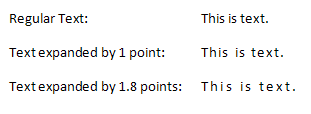 Regular Text: This is text.
Text expanded by 1 point: This is text.
Text expanded by 1.8 points: This is text.